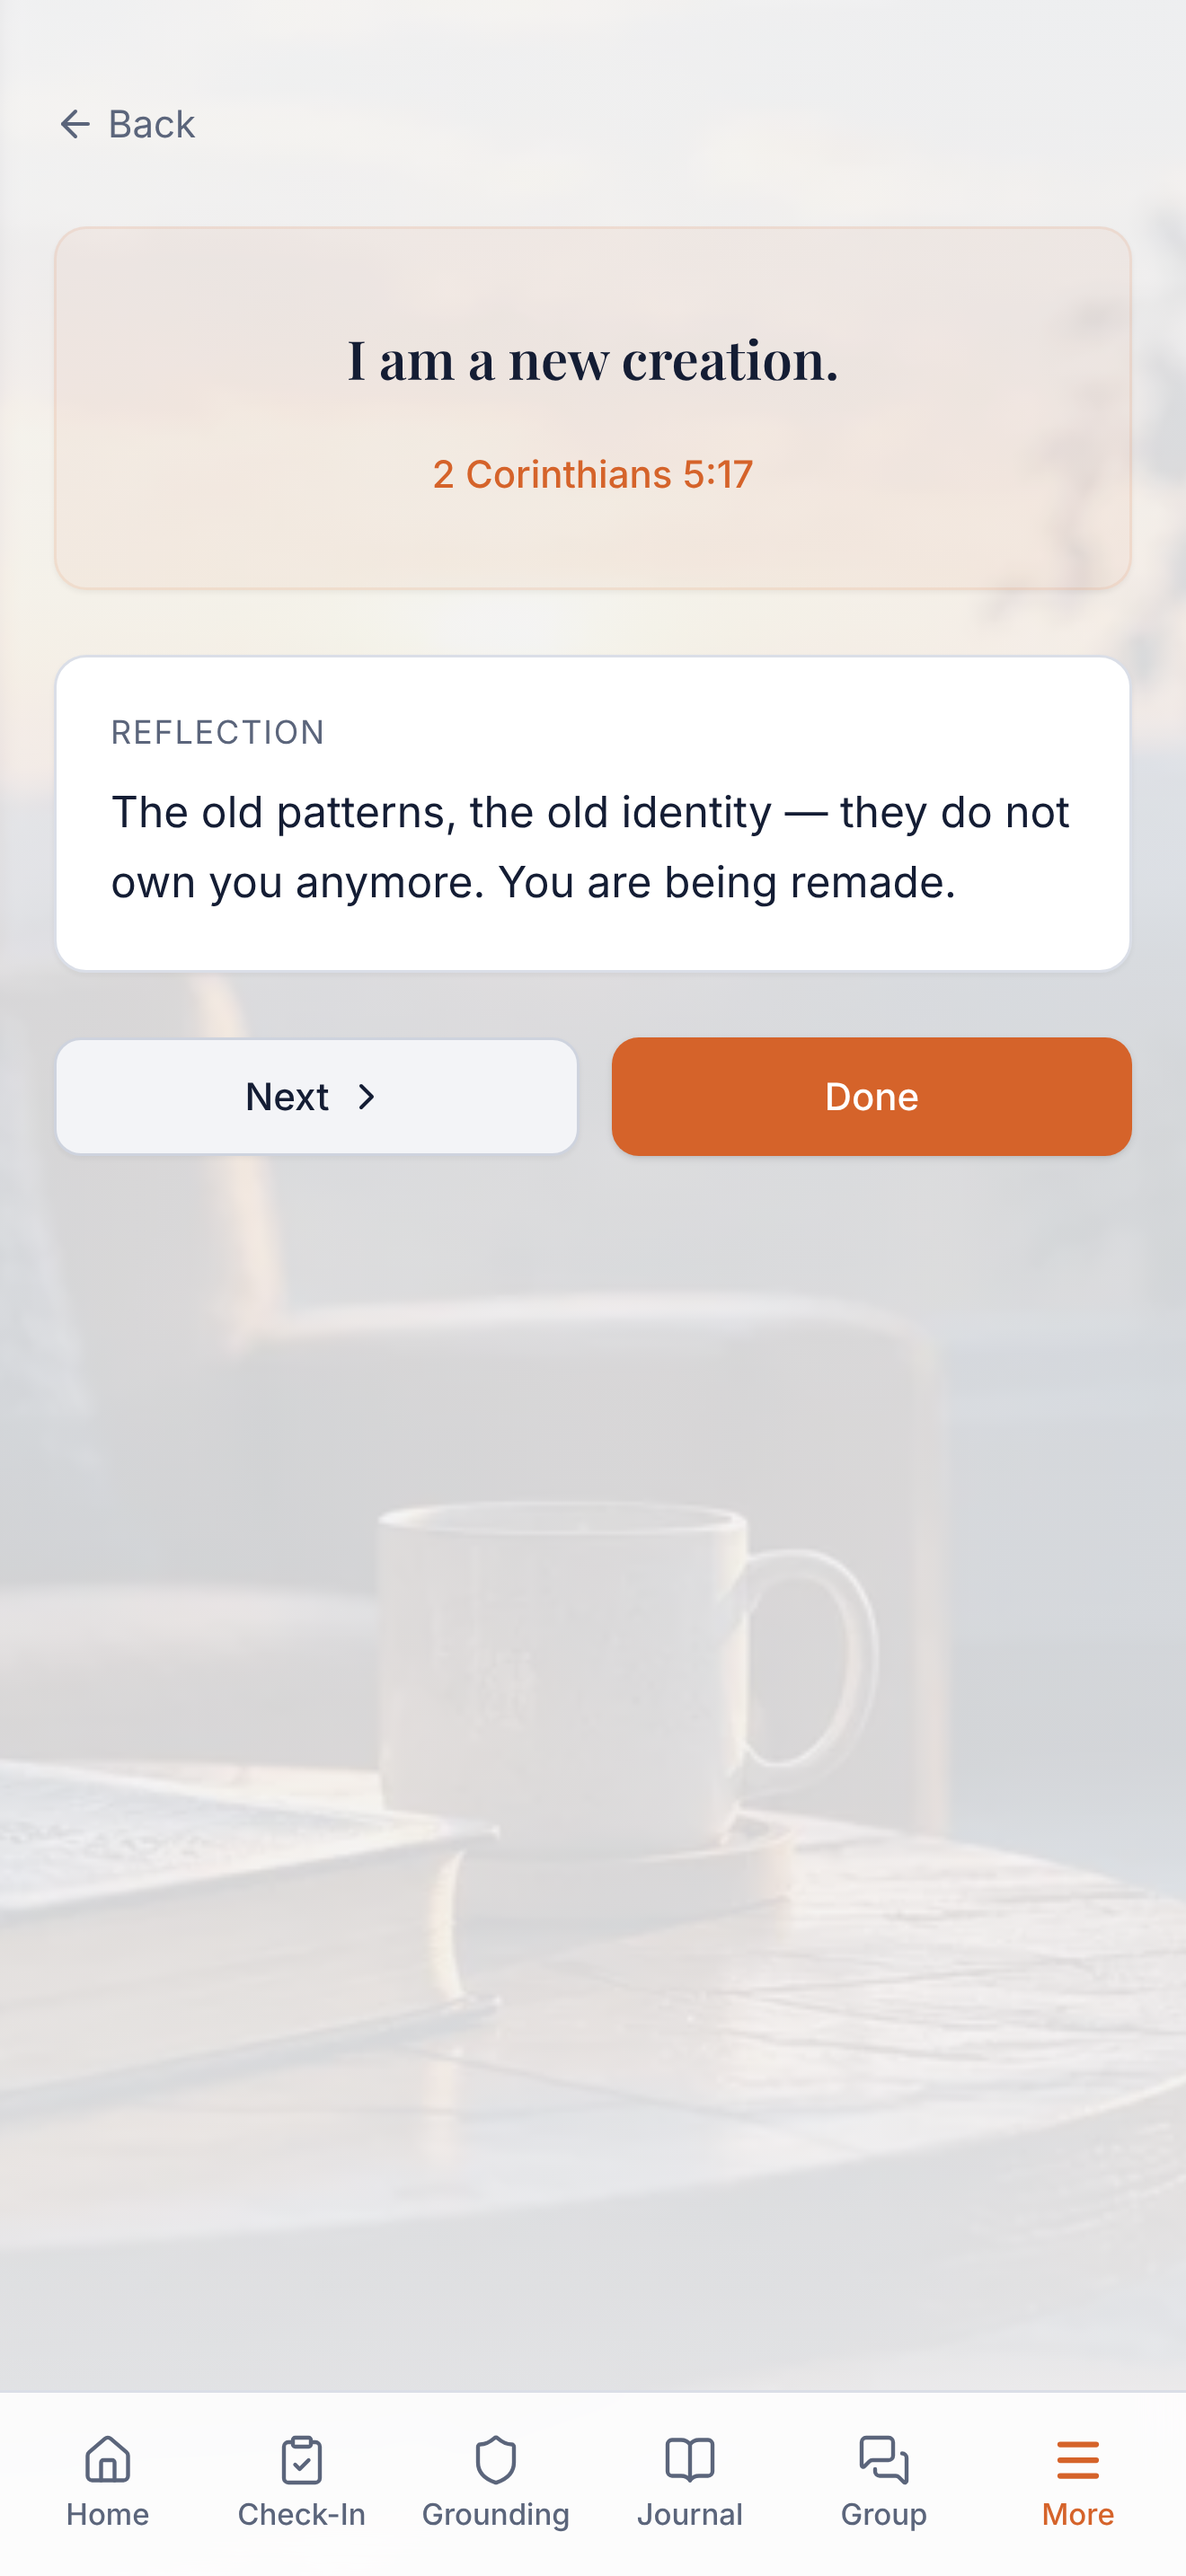 Back
I am a new creation.
2 Corinthians 5:17
REFLECTION
The old patterns, the old identity — they do not
own you anymore. You are being remade.
Next
Done
Home
Check-In
Grounding
Journal
Group
More